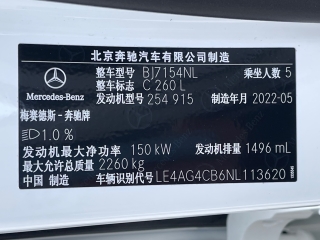 北京奔驰汽车有限公司制造
整车型号 BJ7154NL 乘坐人数 5
整车标志 C 260 L
发动机型号 254 915 制造年月 2022-05
Mercedes-Benz
梅赛德斯-奔驰牌
1.0 %
发动机最大净功率 150 kW 发动机排量 1496 mL
最大允许总质量 2260 kg
中国 制造 车辆识别代号 LE4AG4CB6NL113620